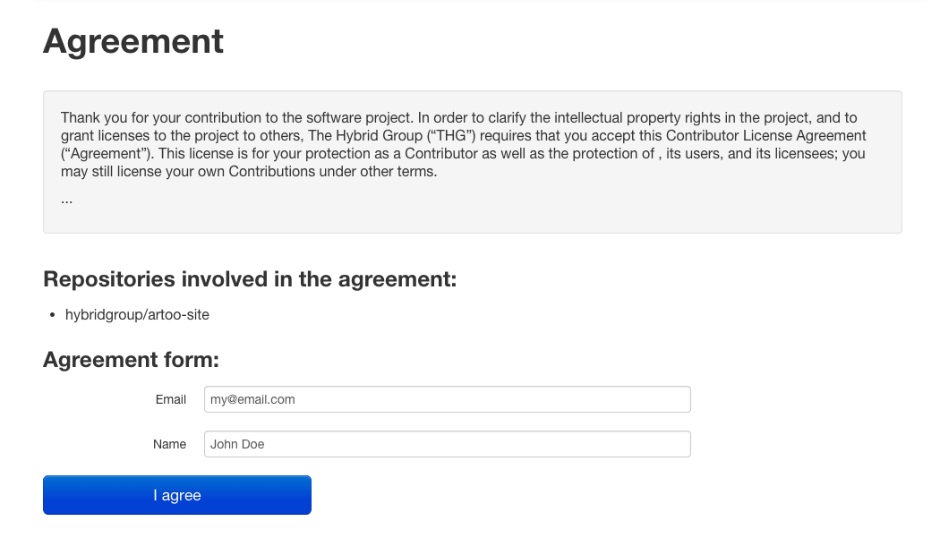 Agreement
Thank you for your contribution to the software project. In order to clarify the intellectual property rights in the project, and to
grant licenses to the project to others, The Hybrid Group (“THG”) requires that you accept this Contributor License Agreement
(“Agreement”). This license is for your protection as a Contributor as well as the protection of , its users, and its licensees; you
may still license your own Contributions under other terms.
...
Repositories involved in the agreement:
• hybridgroup/artoo-site
Agreement form:
Email my@email.com
Name John Doe
I agree